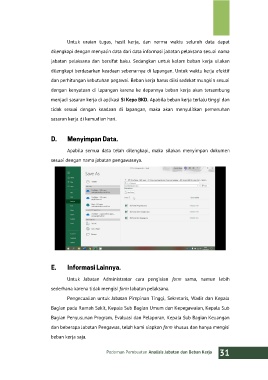 Untuk uraian tugas, hasil kerja, dan norma waktu seluruh data dapat
dilengkapi dengan menyalin data dari data informasi jabatan pelaksana sesuai nama
jabatan pelaksana dan bersifat baku. Sedangkan untuk kolom beban kerja silakan
dilengkapi berdasarkan keadaan sebenarnya di lapangan. Untuk waktu kerja efektif
dan perhitungan kebutuhan pegawai. Beban kerja harus diisi sedekat mungkin sesuai
dengan kenyataan di lapangan karena ke depannya beban kerja akan tersambung
menjadi sasaran kerja di aplikasi Si Kepo BKD. Apabila beban kerja terlalu tinggi dan
tidak sesuai dengan keadaan di lapangan, maka akan menyulitkan pemenuhan
sasaran kerja di kemudian hari.
D. Menyimpan Data.
Apabila semua data telah dilengkapi, maka silakan menyimpan dokumen
sesuai dengan nama jabatan pengawasnya.
Save As
E. Informasi Lainnya.
Untuk Jabatan Administrator cara pengisian form sama, namun lebih
sederhana karena tidak mengisi form jabatan pelaksana.
Pengecualian untuk Jabatan Pimpinan Tinggi, Sekretaris, Wadir dan Kepala
Bagian pada Rumah Sakit, Kepala Sub Bagian Umum dan Kepegawaian, Kepala Sub
Bagian Penyusunan Program, Evaluasi dan Pelaporan, Kepala Sub Bagian Keuangan
dan beberapa Jabatan Pengawas, telah kami siapkan form khusus dan hanya mengisi
beban kerja saja.
Pedoman Pembuatan Analisis Jabatan dan Beban Kerja 31